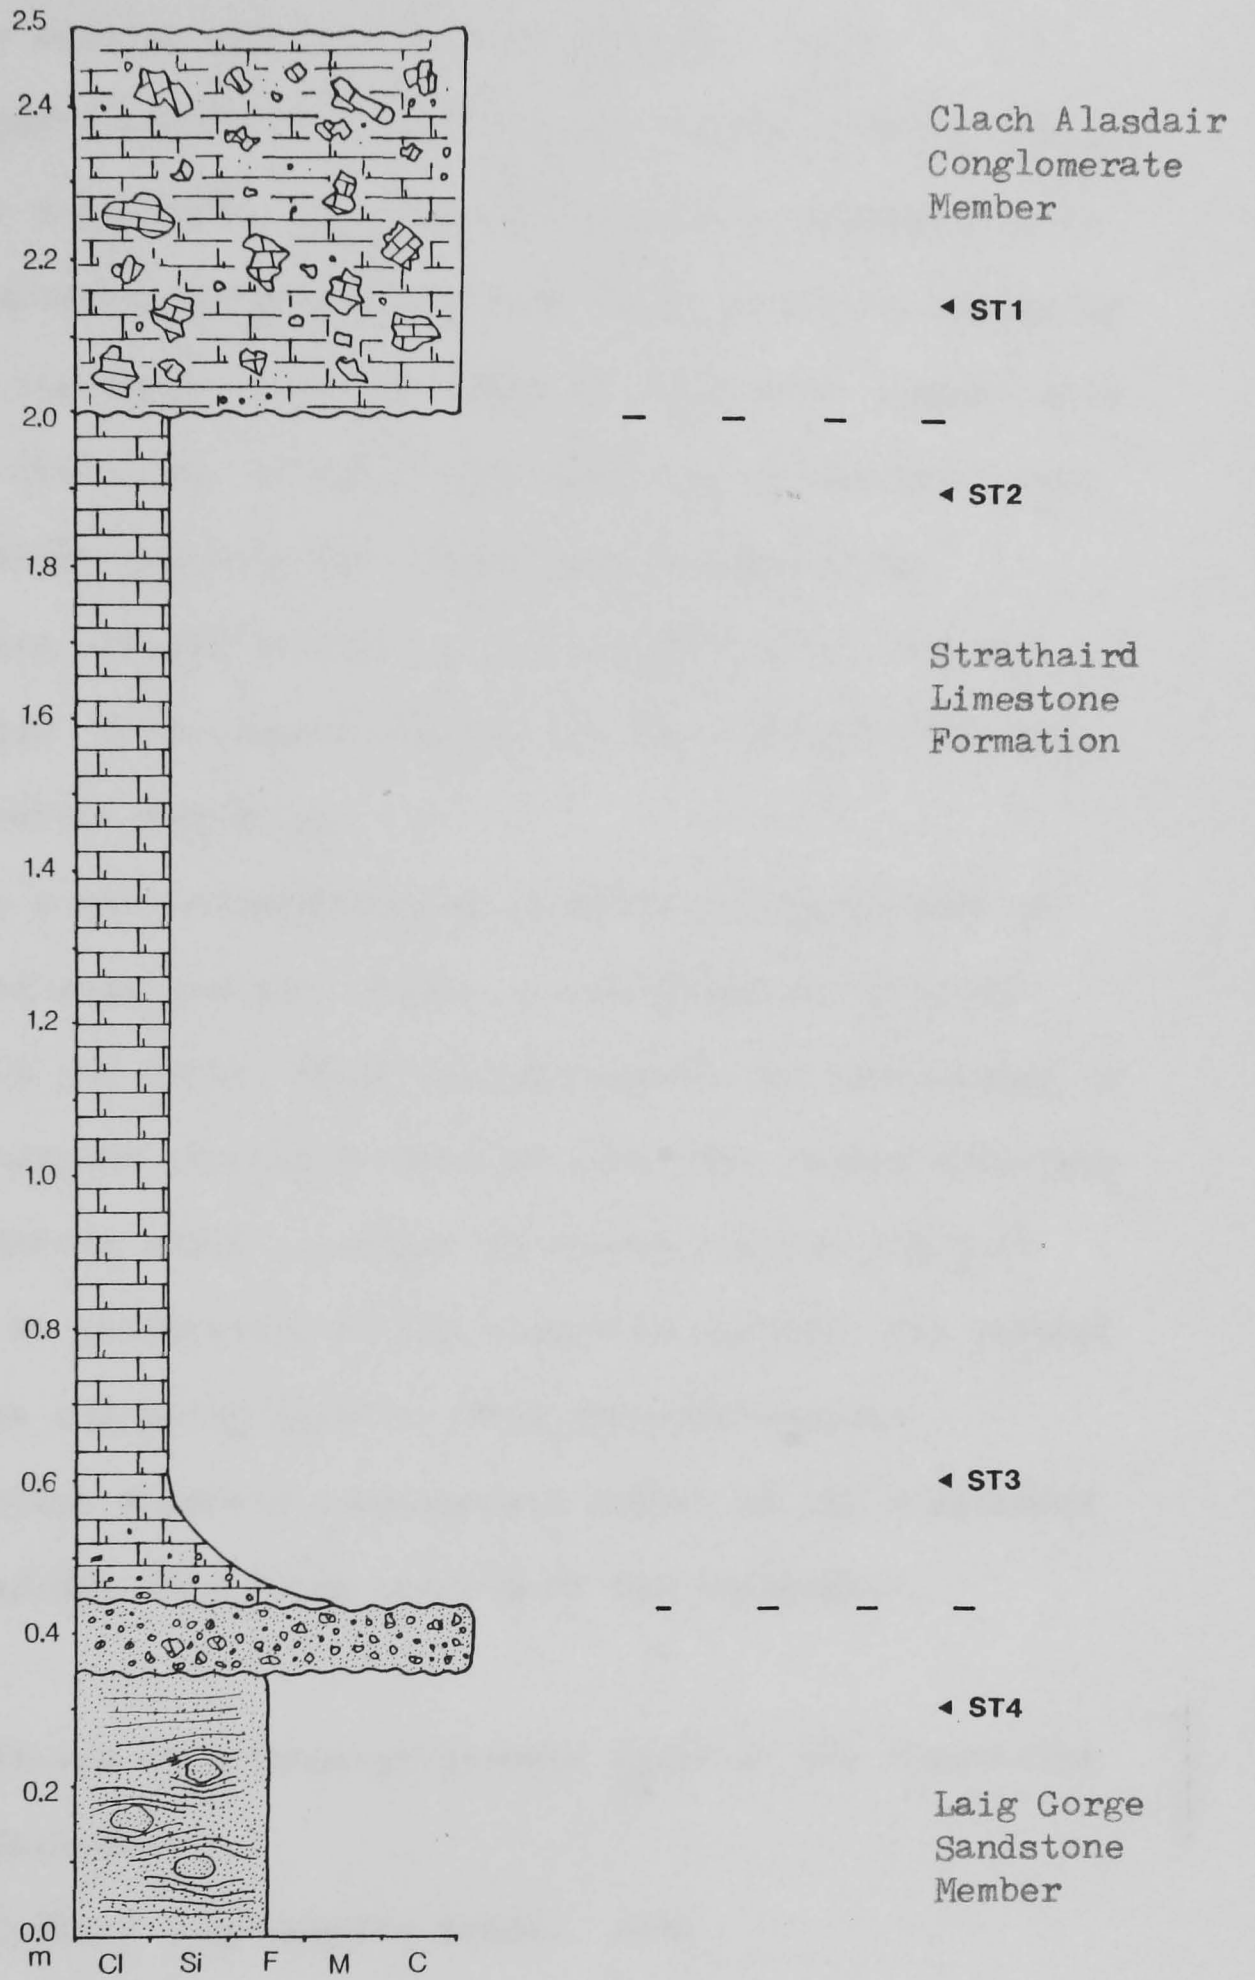 2.5
2.4
Clach Alasdair
Conglomerate
Member
2.2
◄ ST1
2.0
◄ ST2
1.8
Strathaird
Limestone
Formation
1.6
1.4
1.2
1.0
0.8
0.6
◄ ST3
0.4
◄ ST4
0.2
Laig Gorge
Sandstone
Member
0.0
m
Cl Si F M C